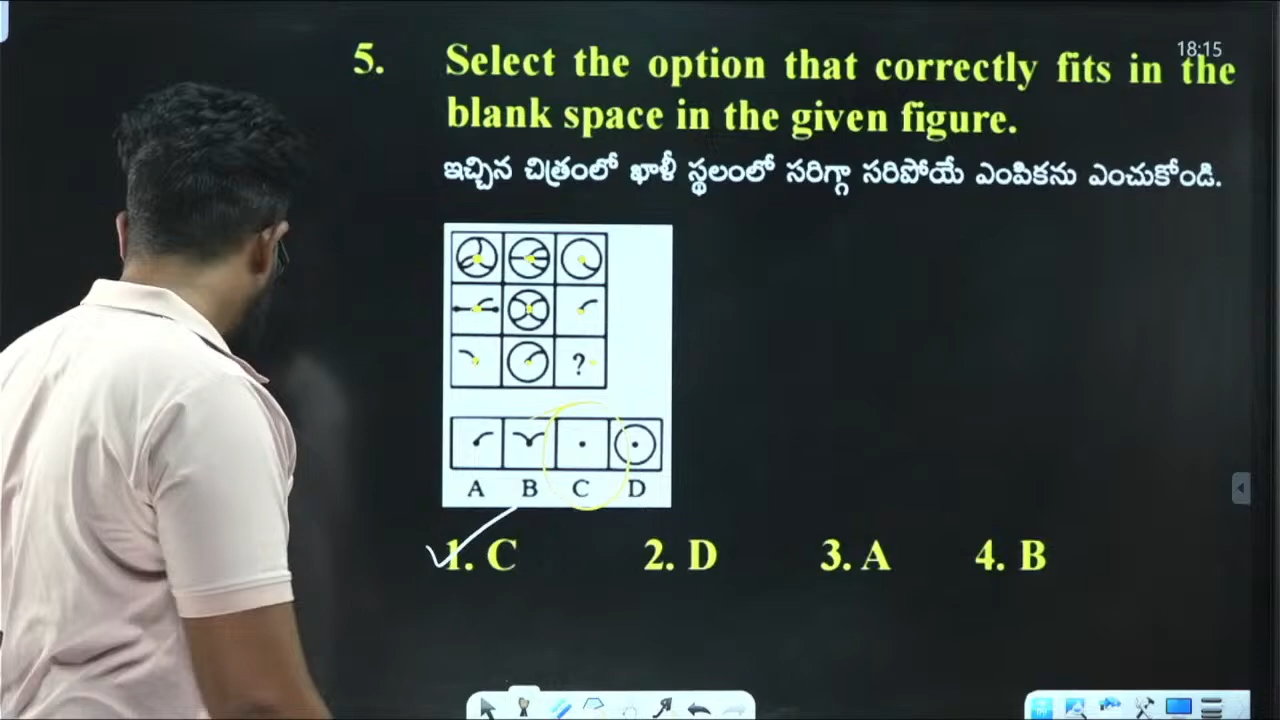 18:15
5. Select the option that correctly fits in the
blank space in the given figure.
ఇచ్చిన చిత్రంలో ఖాళీ స్థలంలో సరిగ్గా సరిపోయే ఎంపికను ఎంచుకోండి.
?
A B C D
1. C 2. D 3. A 4. B